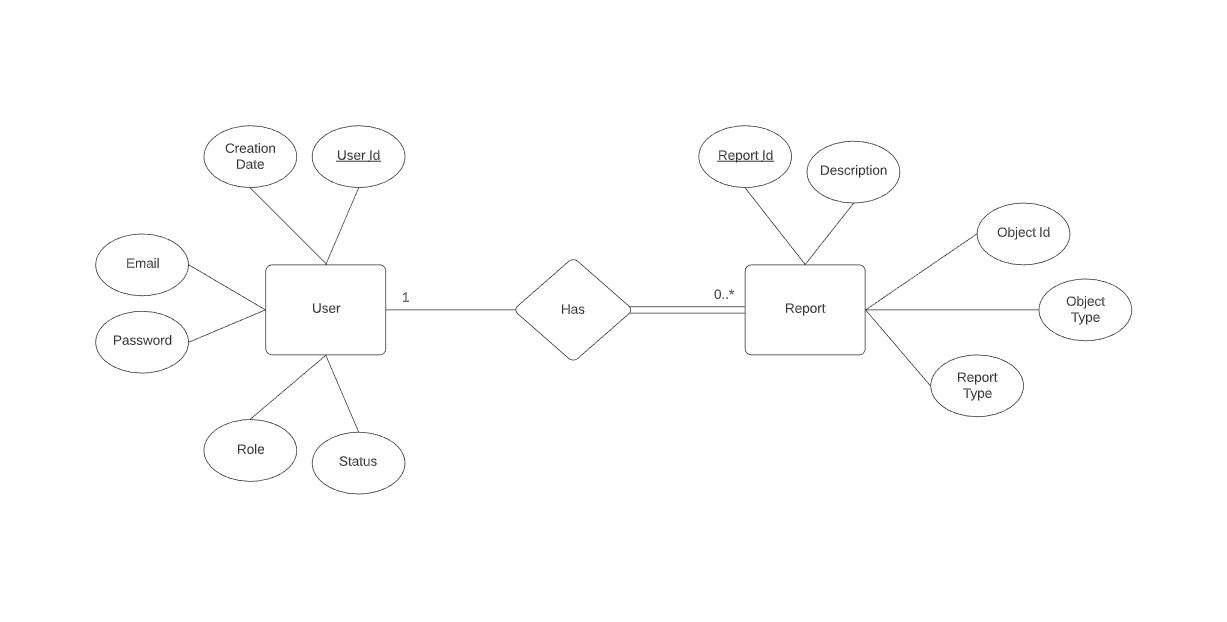 Creation
Date
User Id
Report Id
Description
Object Id
Email
Object
Type
User
1
Has
0..*
Report
Password
Report
Type
Role
Status